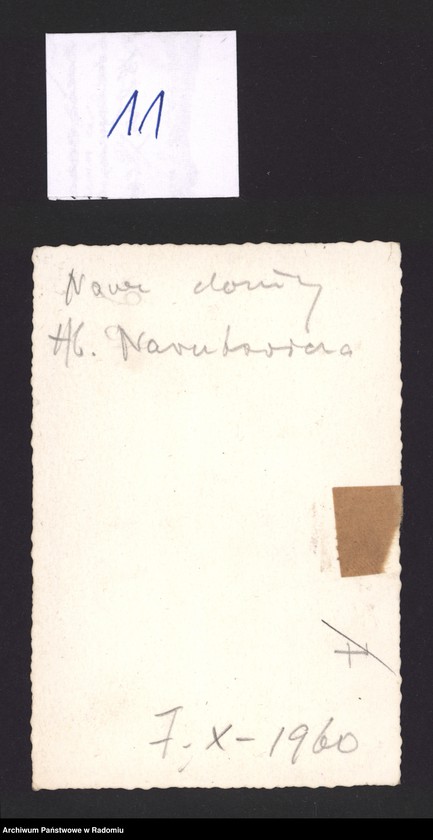 11
Nowe domy
ul. Narutowicza
7. X - 1960
Archiwum Państwowe w Radomiu